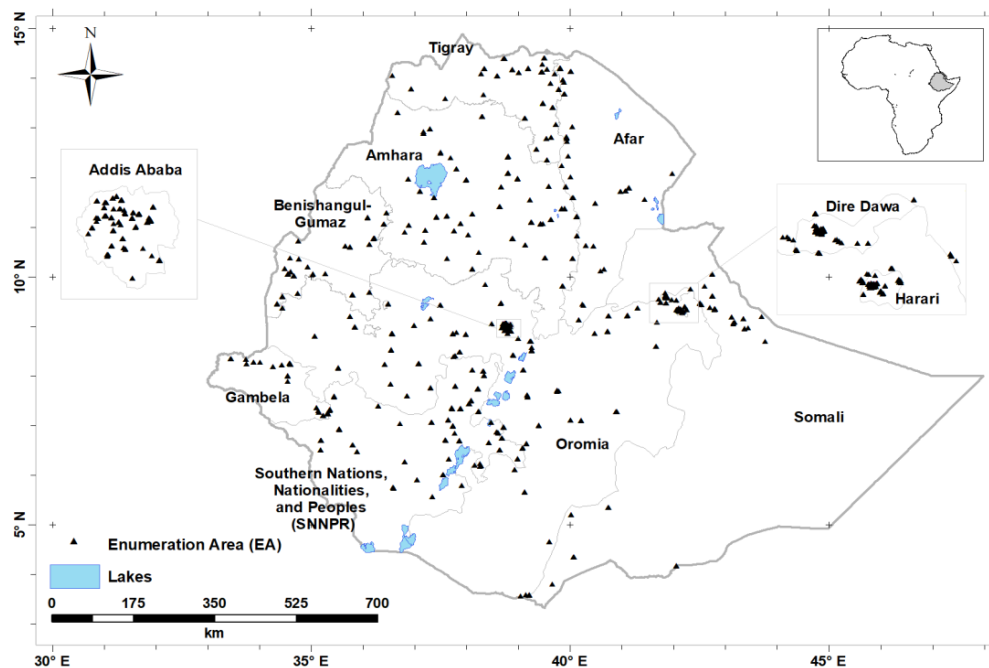 15° N
N
Tigray
Afar
Addis Ababa
Amhara
Benishangul-
Gumaz
Dire Dawa
10° N
Harari
Gambela
Somali
Oromia
Southern Nations,
Nationalities,
and Peoples
(SNNPR)
5° N
Enumeration Area (EA)
Lakes
0 175 350 525 700
km
30° E 35° E 40° E 45° E